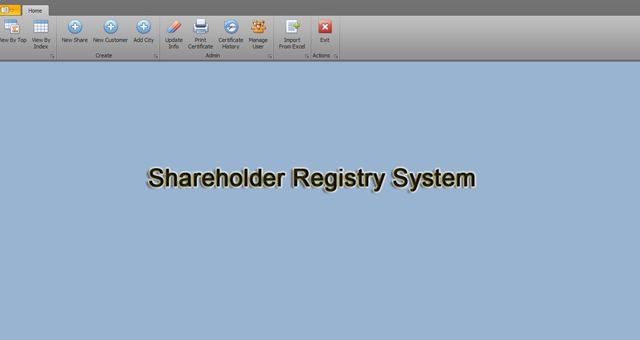 Home
View By Top
View By Index
New Share
New Customer
Add City
Update Info
Print Certificate
Certificate History
Manage User
Import From Excel
Exit
Create
Admin
Actions
Shareholder Registry System